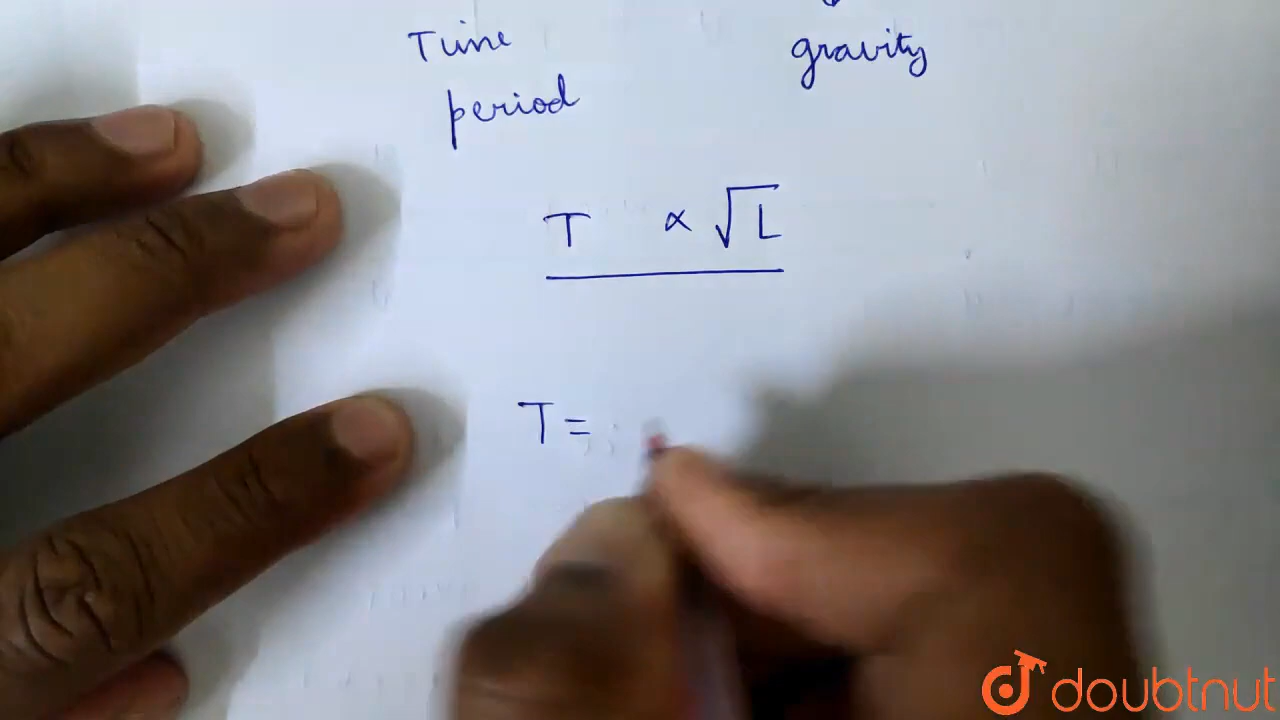 Time gravity
period
T ∝ √L
T =
doubtnut